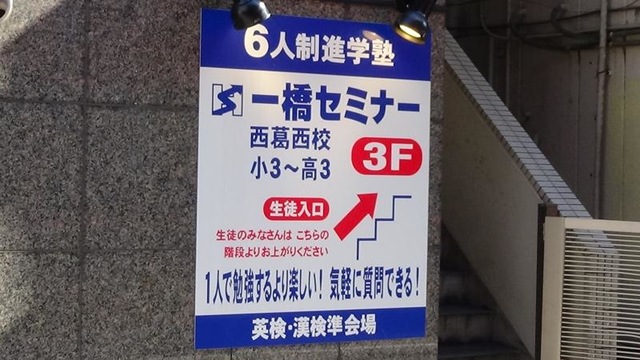 6人制進学塾
一橋セミナー
西葛西校
小3～高3
3F
生徒入口
生徒のみなさんは こちらの
階段よりお上がりください
1人で勉強するより楽しい！ 気軽に質問できる！
英検・漢検準会場